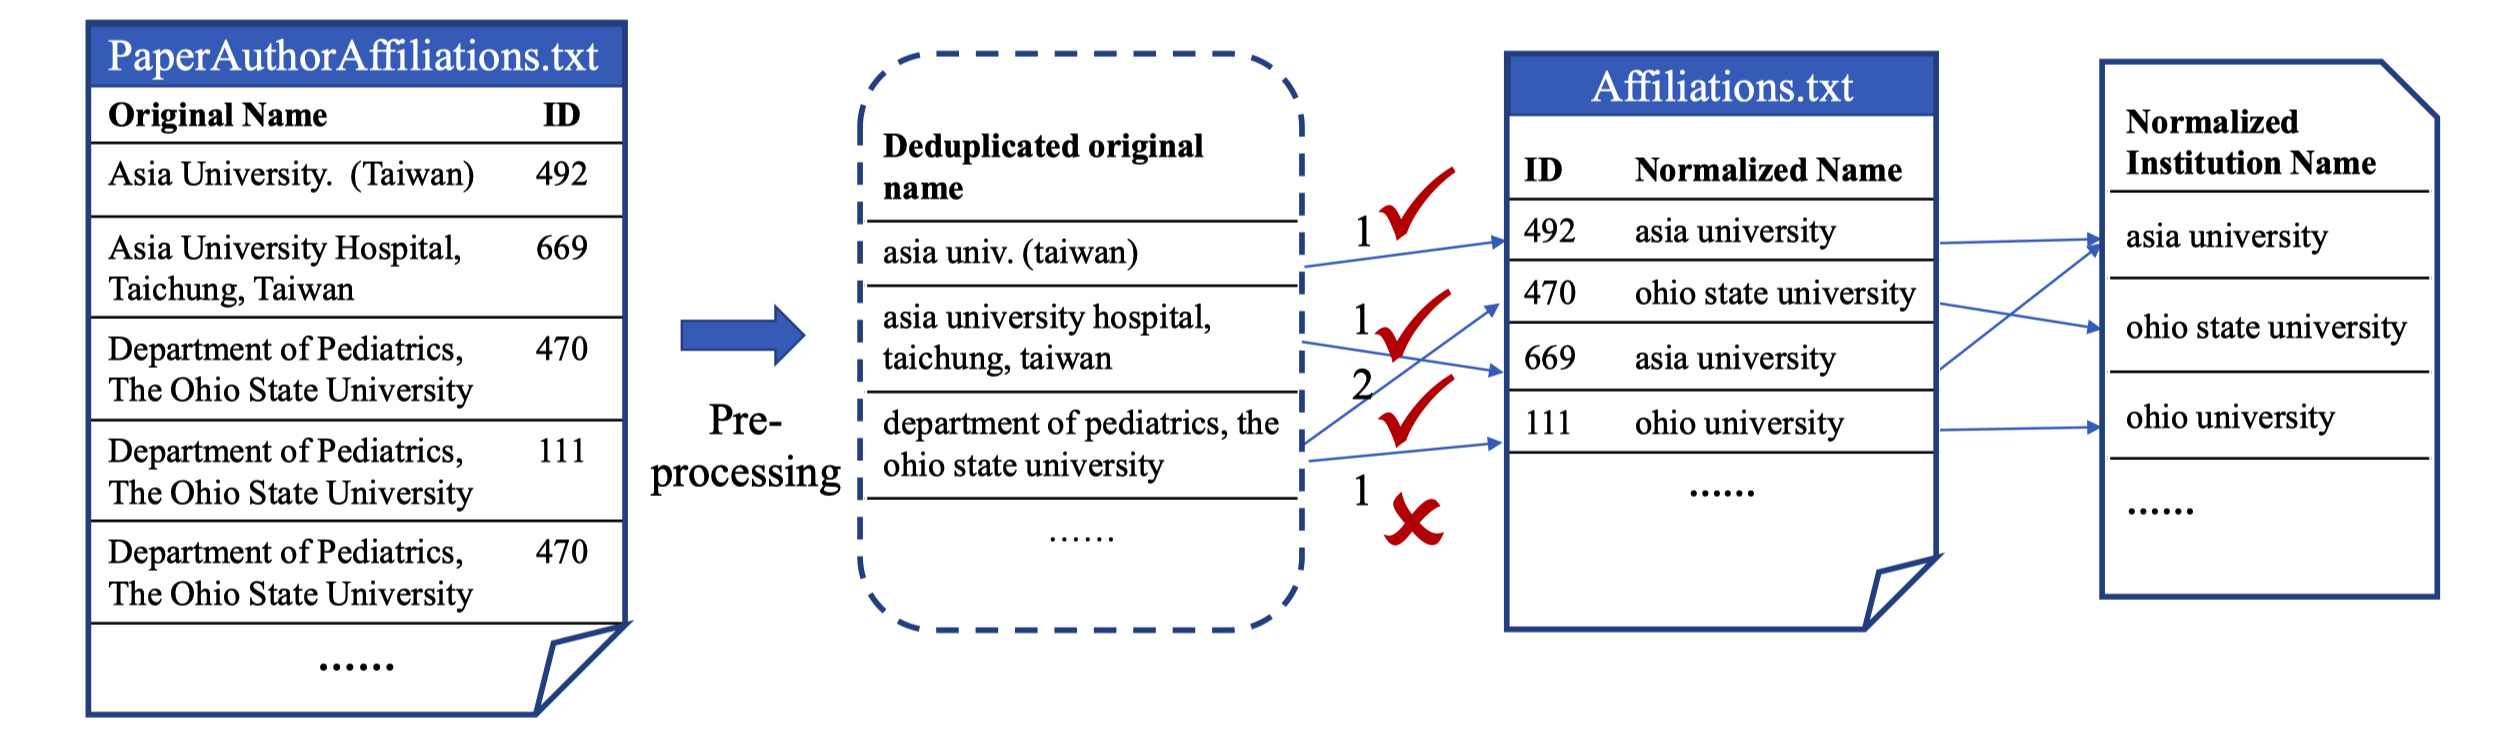 PaperAuthorAffiliations.txt
Original Name ID
Asia University. (Taiwan) 492
Asia University Hospital, 669
Taichung, Taiwan
Department of Pediatrics, 470
The Ohio State University
Department of Pediatrics, 111
The Ohio State University
Department of Pediatrics, 470
The Ohio State University
......
Pre-
processing
Deduplicated original
name
asia univ. (taiwan)
asia university hospital,
taichung, taiwan
department of pediatrics, the
ohio state university
......
1
1
2
1
Affiliations.txt
ID Normalized Name
492 asia university
470 ohio state university
669 asia university
111 ohio university
......
Normalized
Institution Name
asia university
ohio state university
ohio university
......